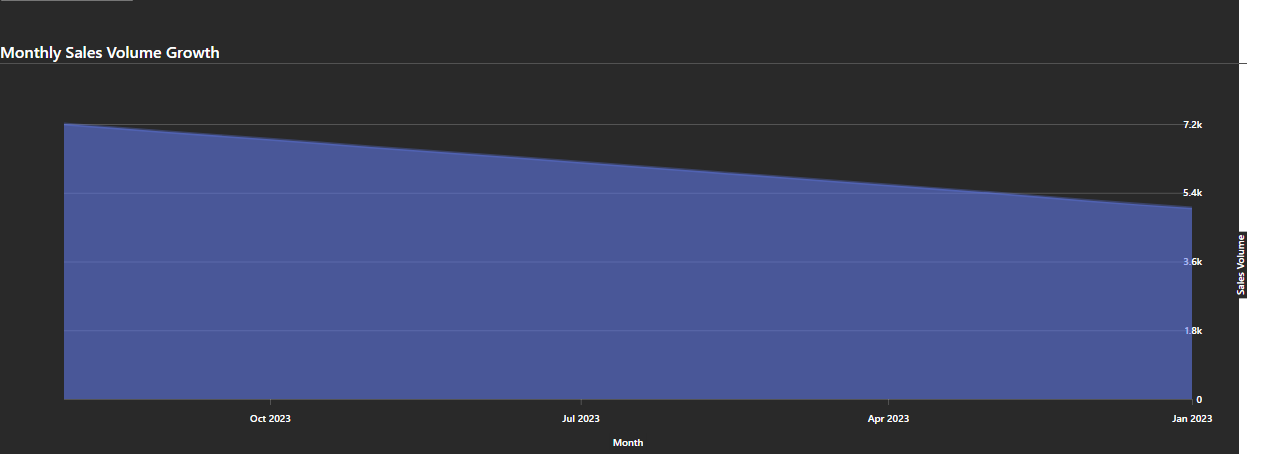 Monthly Sales Volume Growth
7.2k
5.4k
3.6k
1.8k
0
Sales Volume
Oct 2023
Jul 2023
Apr 2023
Jan 2023
Month